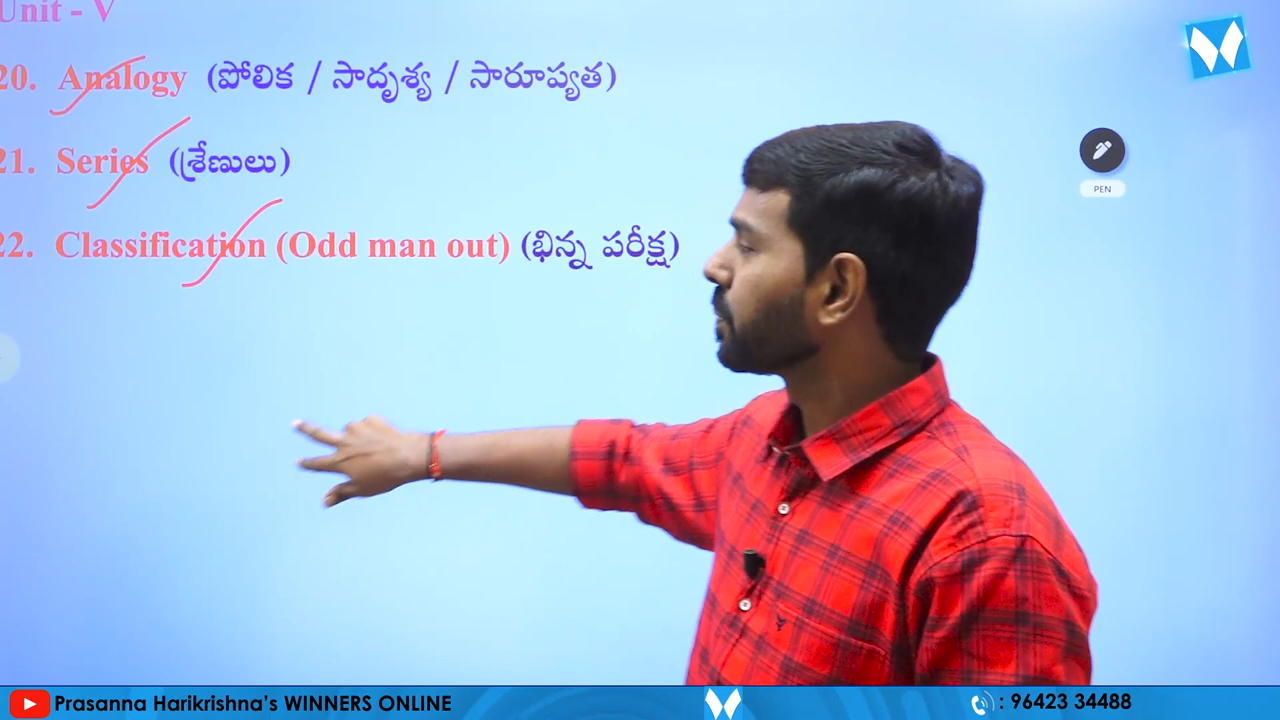 Unit - V
20. Analogy (పోలిక / సాదృశ్య / సారూప్యత)
21. Series (శ్రేణులు)
22. Classification (Odd man out) (భిన్న పరీక్ష)
PEN
Prasanna Harikrishna's WINNERS ONLINE
: 96423 34488